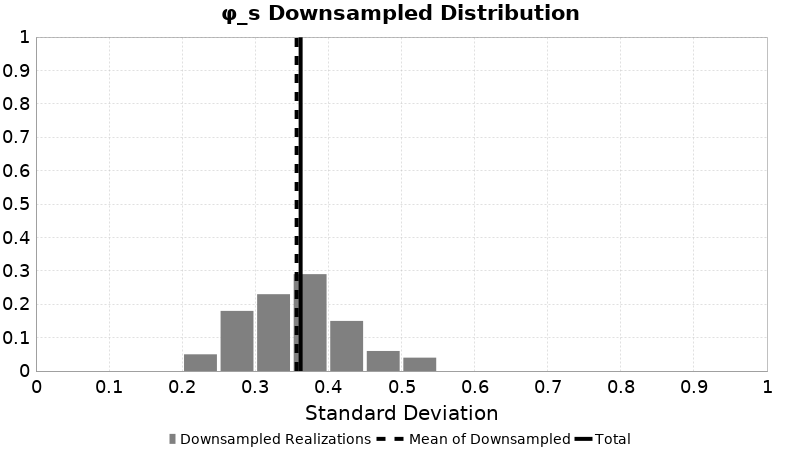 φ_s Downsampled Distribution
1
0.9
0.8
0.7
0.6
0.5
0.4
0.3
0.2
0.1
0
0 0.1 0.2 0.3 0.4 0.5 0.6 0.7 0.8 0.9 1
Standard Deviation
Downsampled Realizations Mean of Downsampled Total